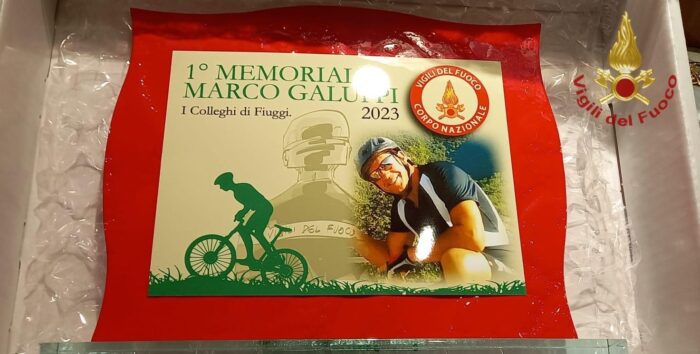 1° MEMORIAL
MARCO GALUPPI
I Colleghi di Fiuggi. 2023
VIGILI DEL FUOCO
CORPO NAZIONALE
DEL FUOCO
Vigili del Fuoco